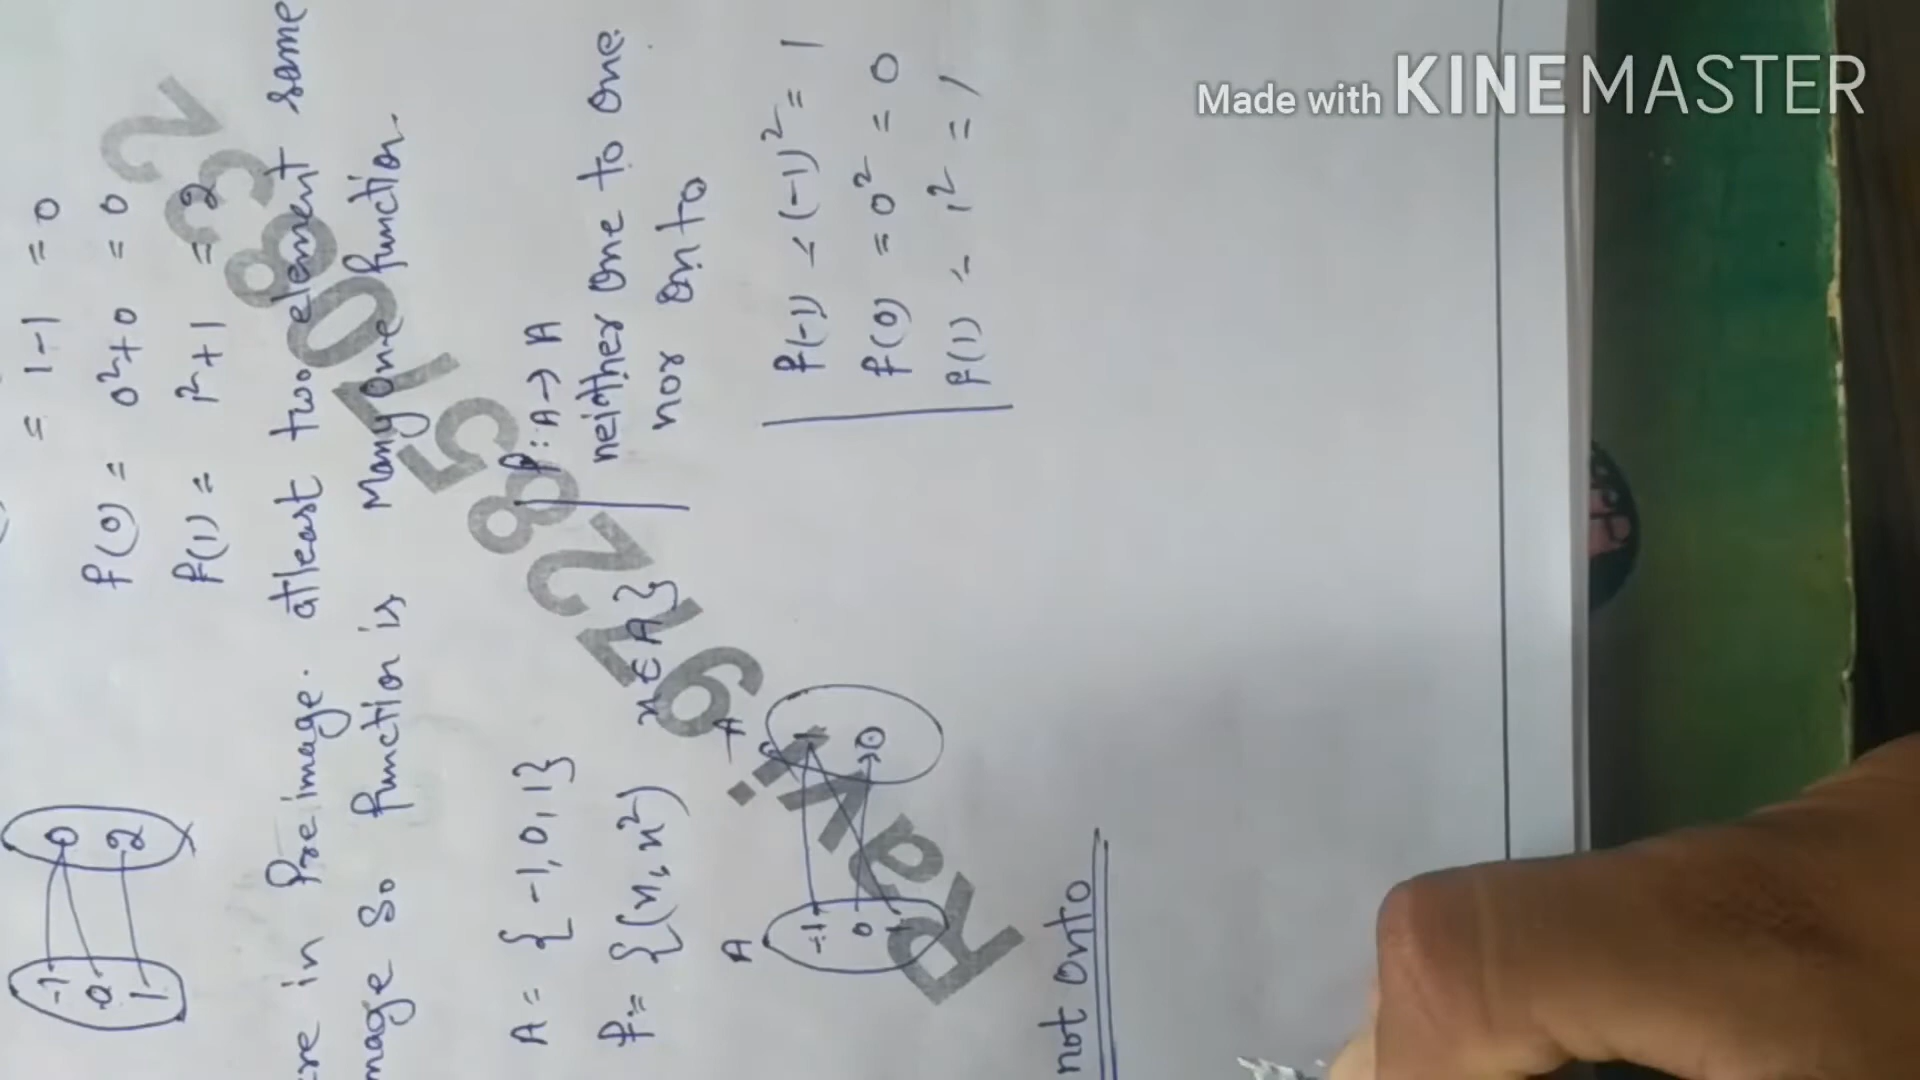 = 1-1 = 0
f(0) = 0²+0 = 0
f(1) = 1²+1 = 2
-1
0
1
0
2
in Preimage. atleast two element same
mage So function is Many one function.
A = { -1, 0, 1 }
f: A → A
f = {(x, x²) x ∈ A}
neither one to one
nor onto
A
A
-1
0
1
1
0
f(-1) = (-1)² = 1
f(0) = 0² = 0
f(1) = 1² = 1
not onto
Ravi.9728510832
Made with KINEMASTER